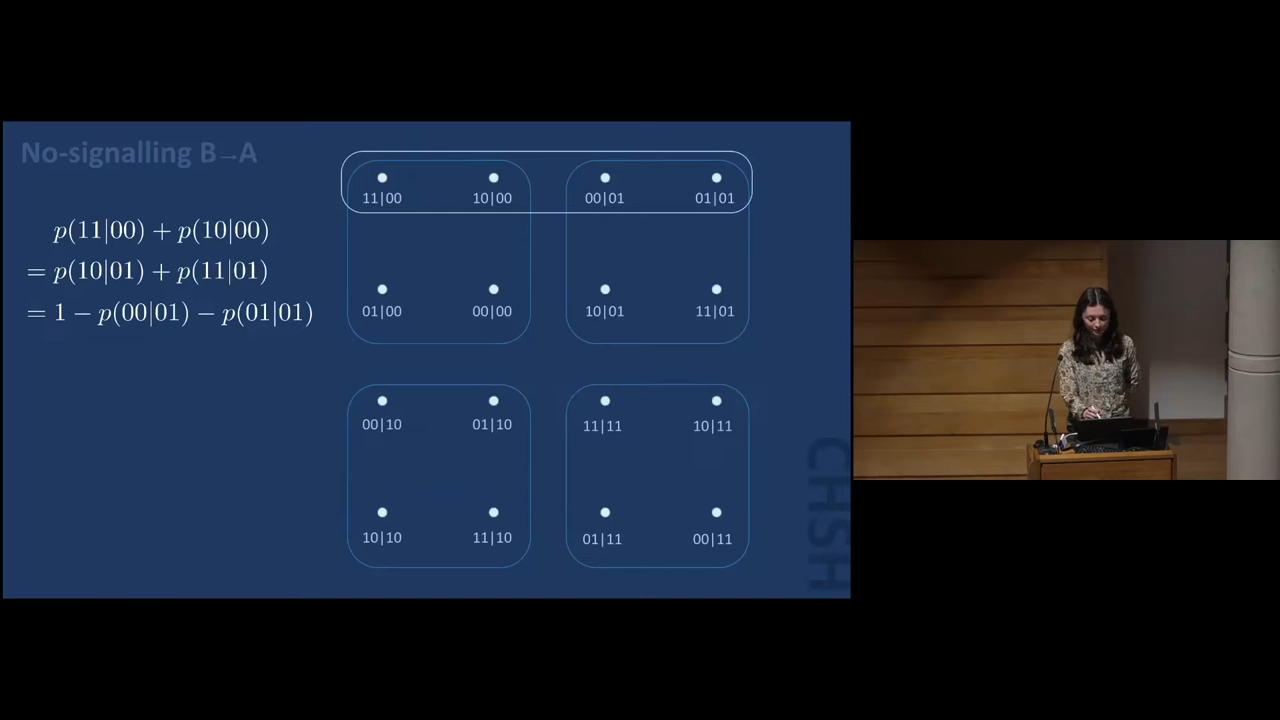 No-signalling B→A
p(11|00) + p(10|00)
= p(10|01) + p(11|01)
= 1 − p(00|01) − p(01|01)
11|00 10|00 00|01 01|01
01|00 00|00 10|01 11|01
00|10 01|10 11|11 10|11
10|10 11|10 01|11 00|11
CHSH